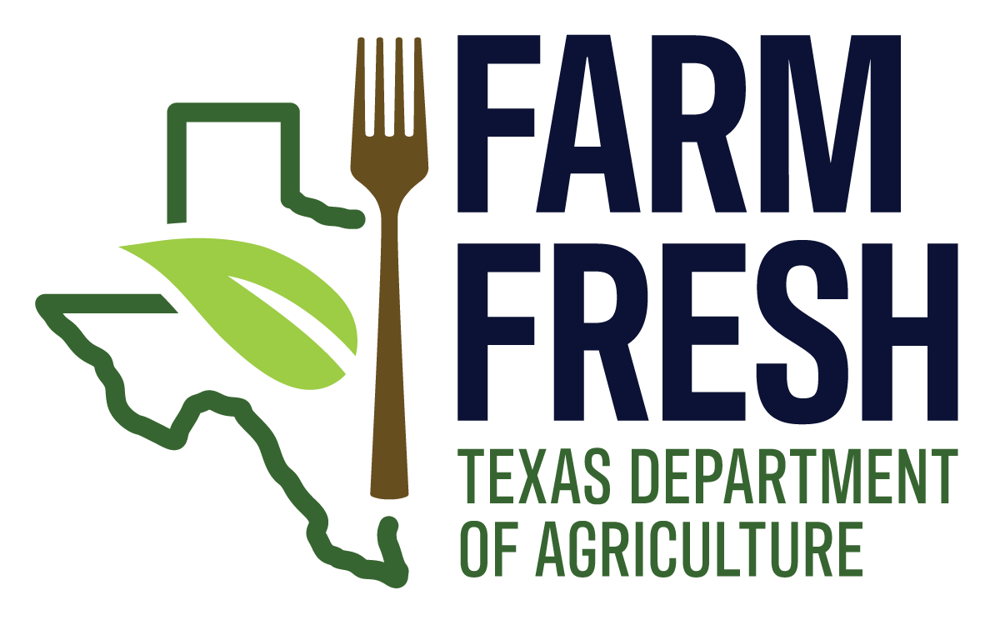 FARM
FRESH
TEXAS DEPARTMENT
OF AGRICULTURE